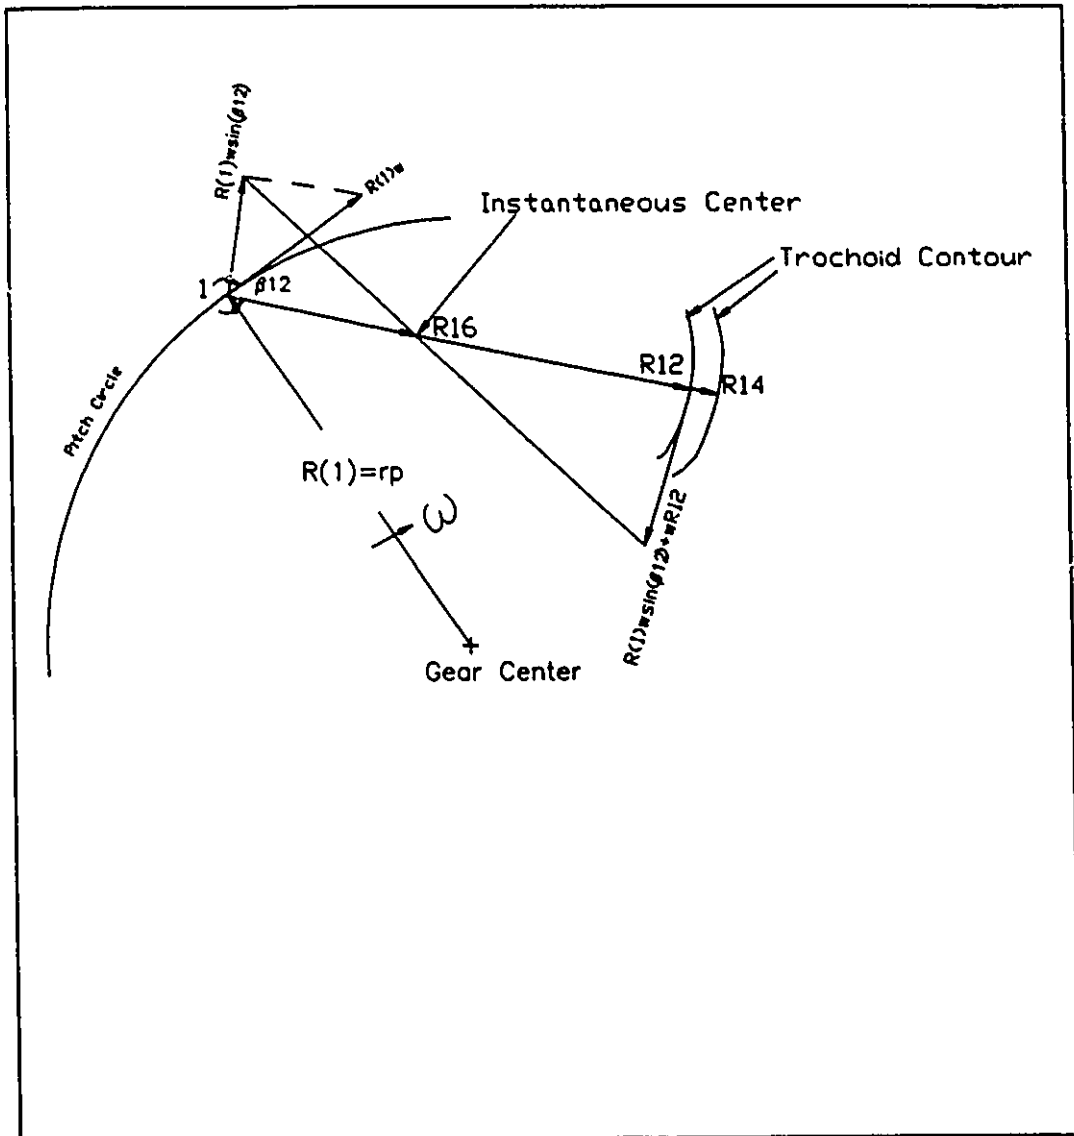 R(1)wsin(β12)
R(1)w
Instantaneous Center
Trochoid Contour
1
β12
R16
R12
R14
Pitch Circle
R(1)=rp
ω
R(1)wsin(β12)+wR12
Gear Center